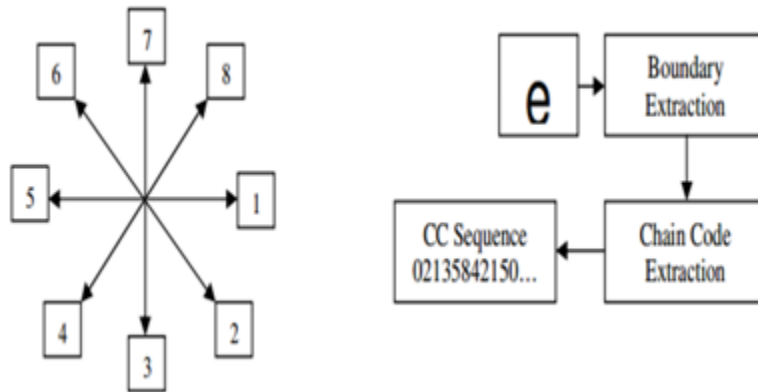 7
6
8
5
1
4
2
3
e
Boundary
Extraction
Chain Code
Extraction
CC Sequence
02135842150...